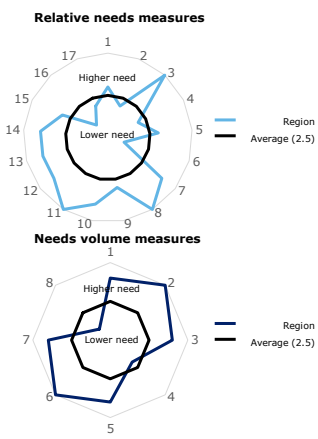 Relative needs measures
1
17 2
16 3
Higher need
15 4
14 Lower need 5
13 6
12 7
11 8
10 9
Region
Average (2.5)
Needs volume measures
1
8 2
Higher need
7 Lower need 3
6 4
5
Region
Average (2.5)